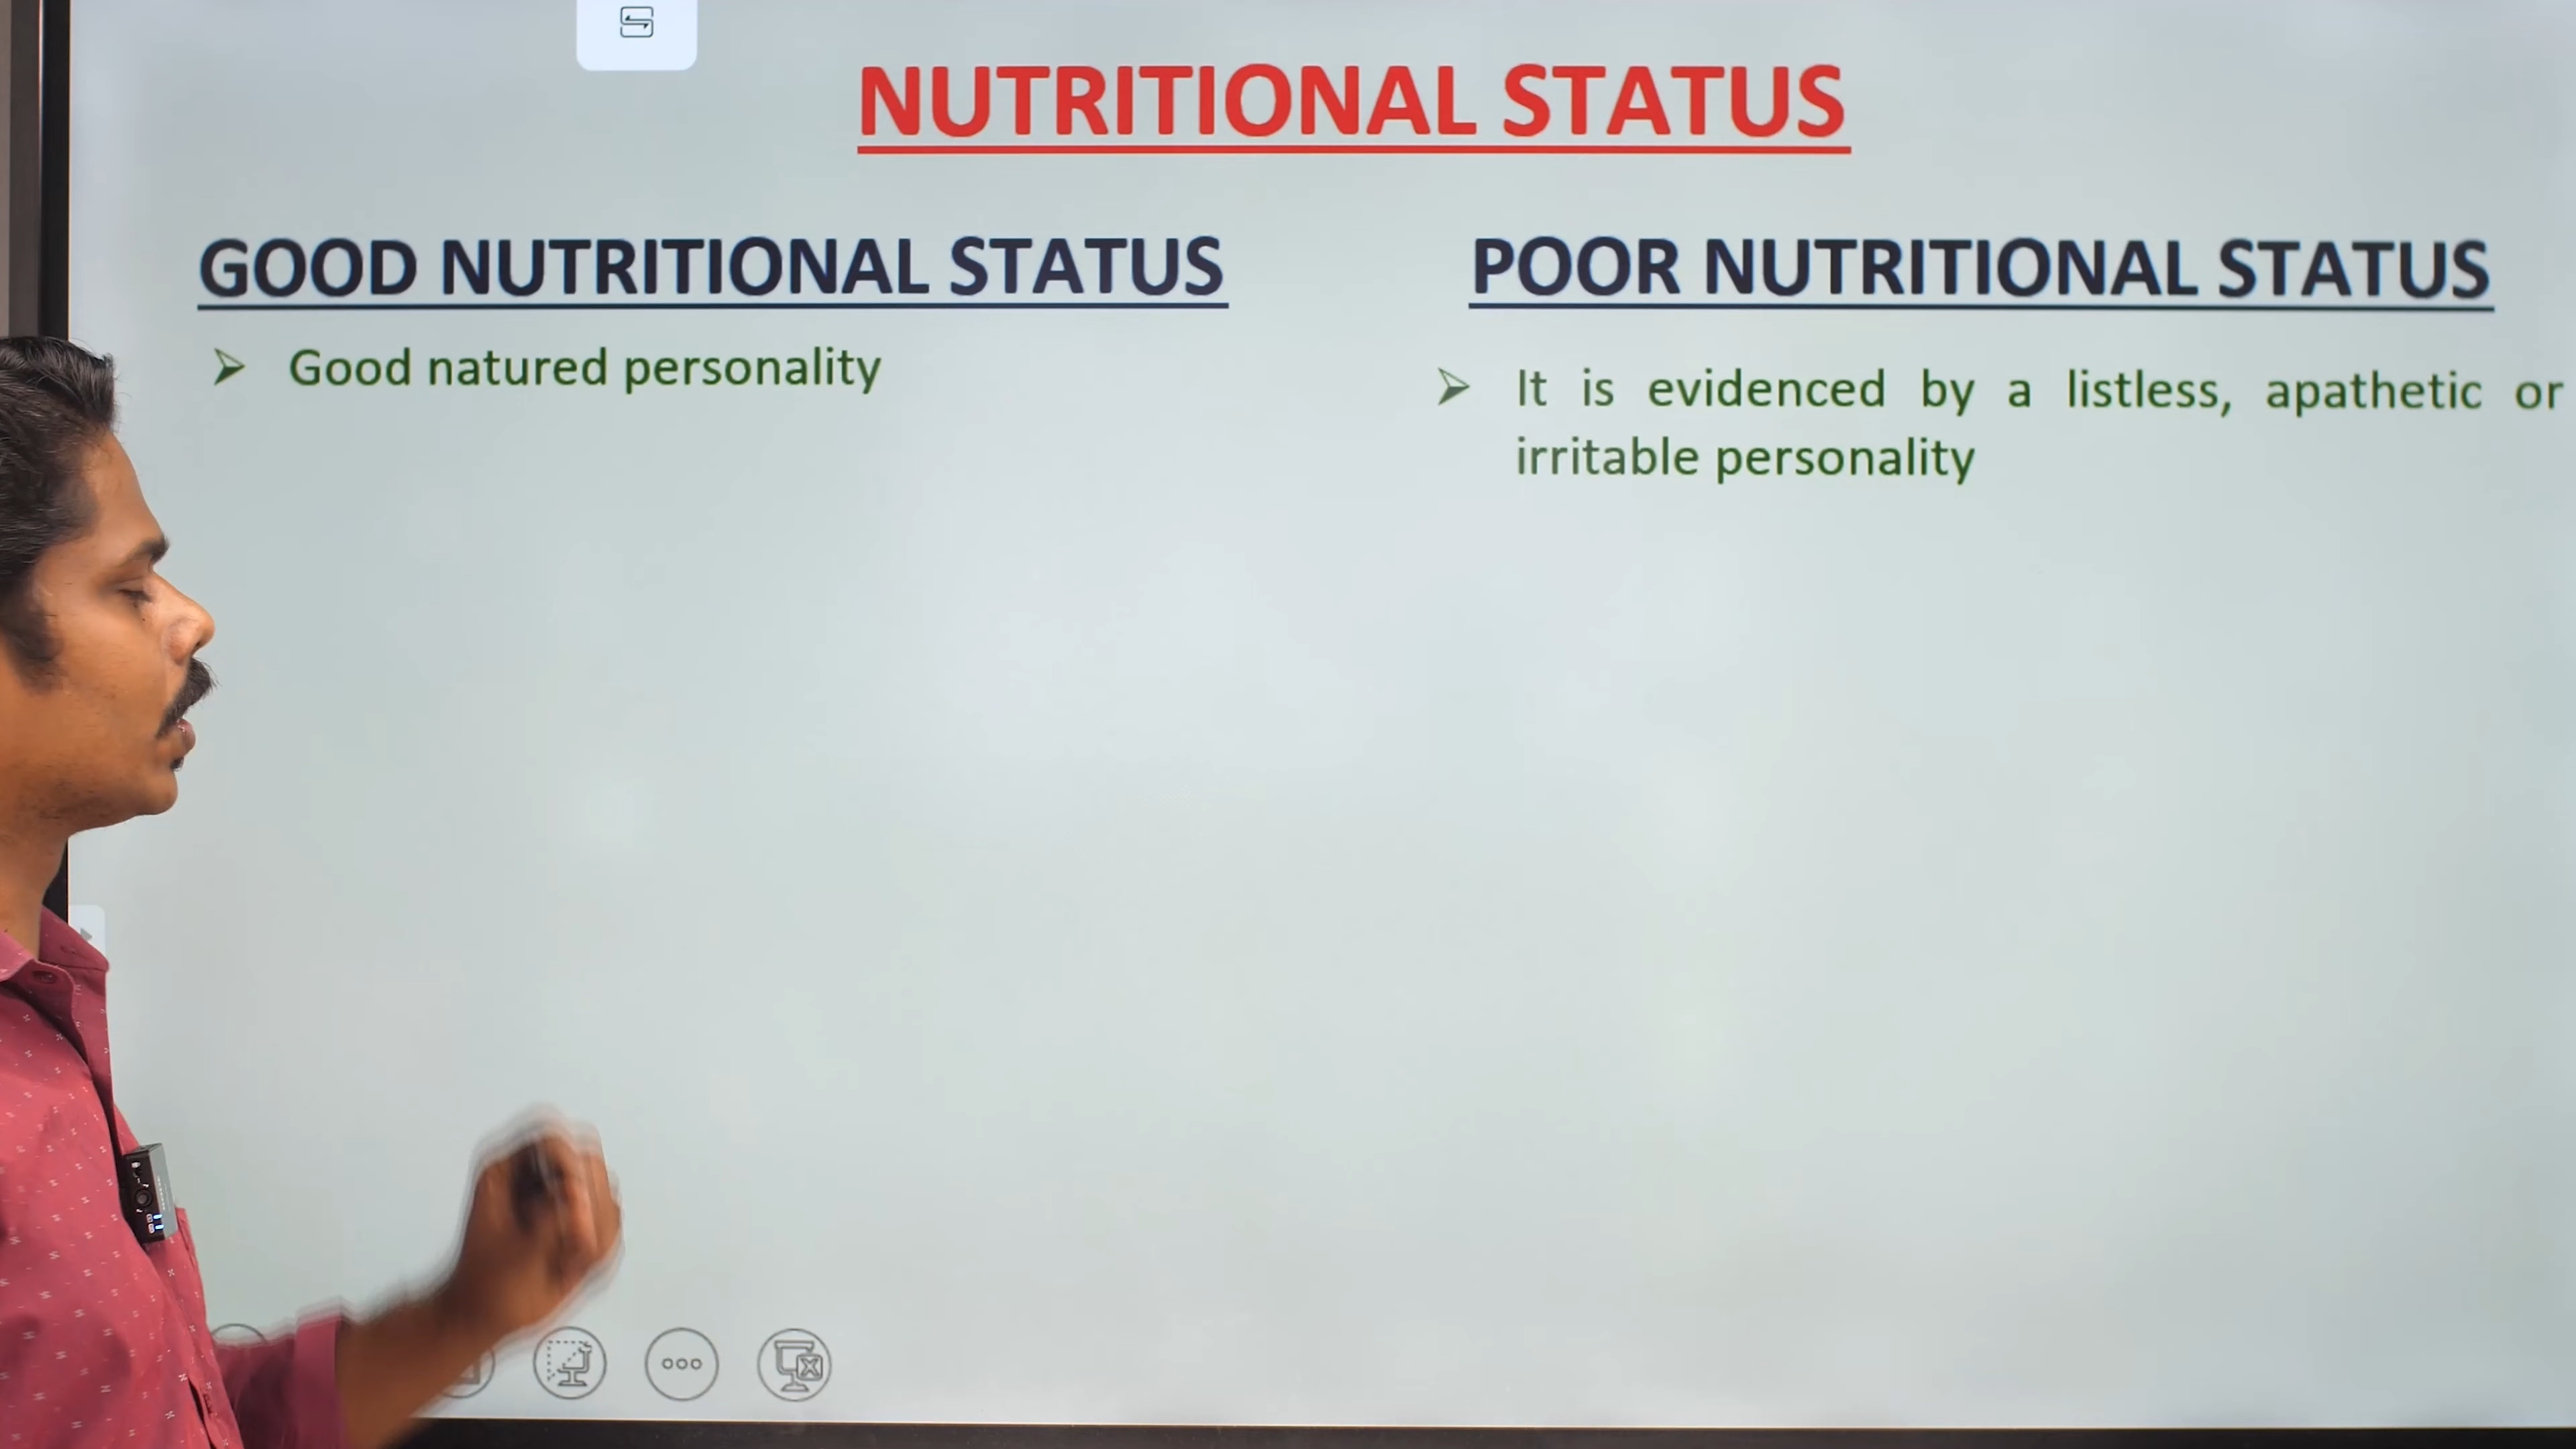 NUTRITIONAL STATUS
GOOD NUTRITIONAL STATUS
Good natured personality
POOR NUTRITIONAL STATUS
It is evidenced by a listless, apathetic or
irritable personality